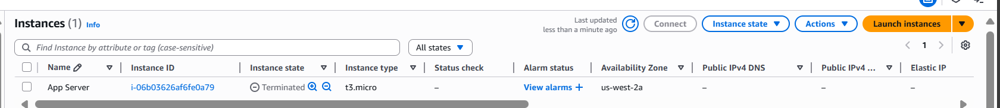 Instances (1) Info
Last updated
less than a minute ago
Connect
Instance state
Actions
Launch instances
Find Instance by attribute or tag (case-sensitive)
All states
1
Name Instance ID Instance state Instance type Status check Alarm status Availability Zone Public IPv4 DNS Public IPv4 ... Elastic IP
App Server i-06b03626af6fe0a79 Terminated t3.micro – View alarms + us-west-2a – – –